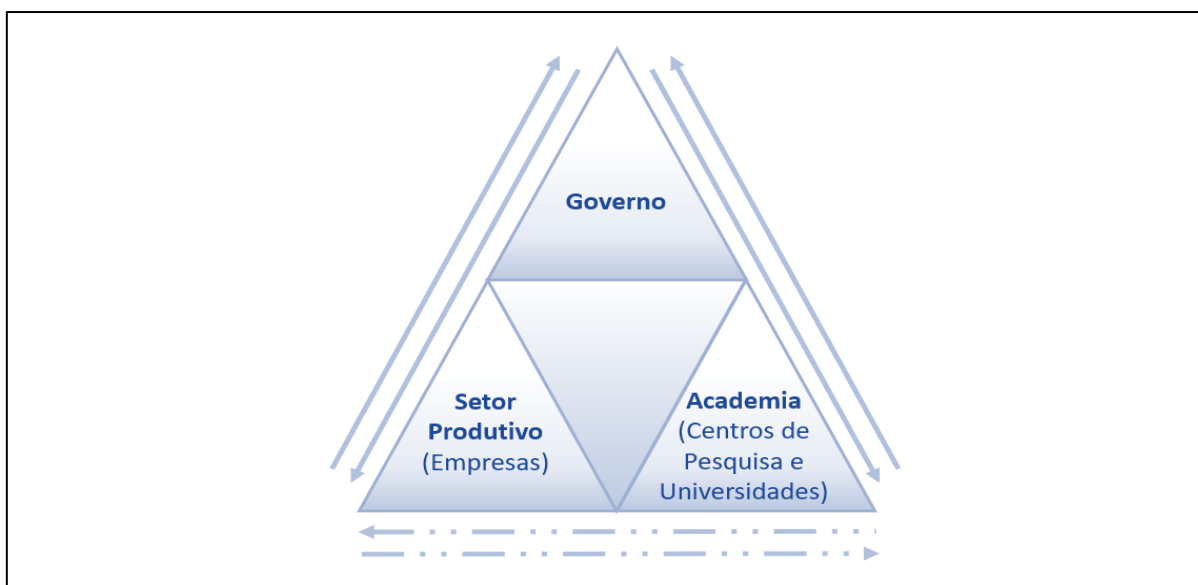 Governo
Setor
Produtivo
(Empresas)
Academia
(Centros de
Pesquisa e
Universidades)